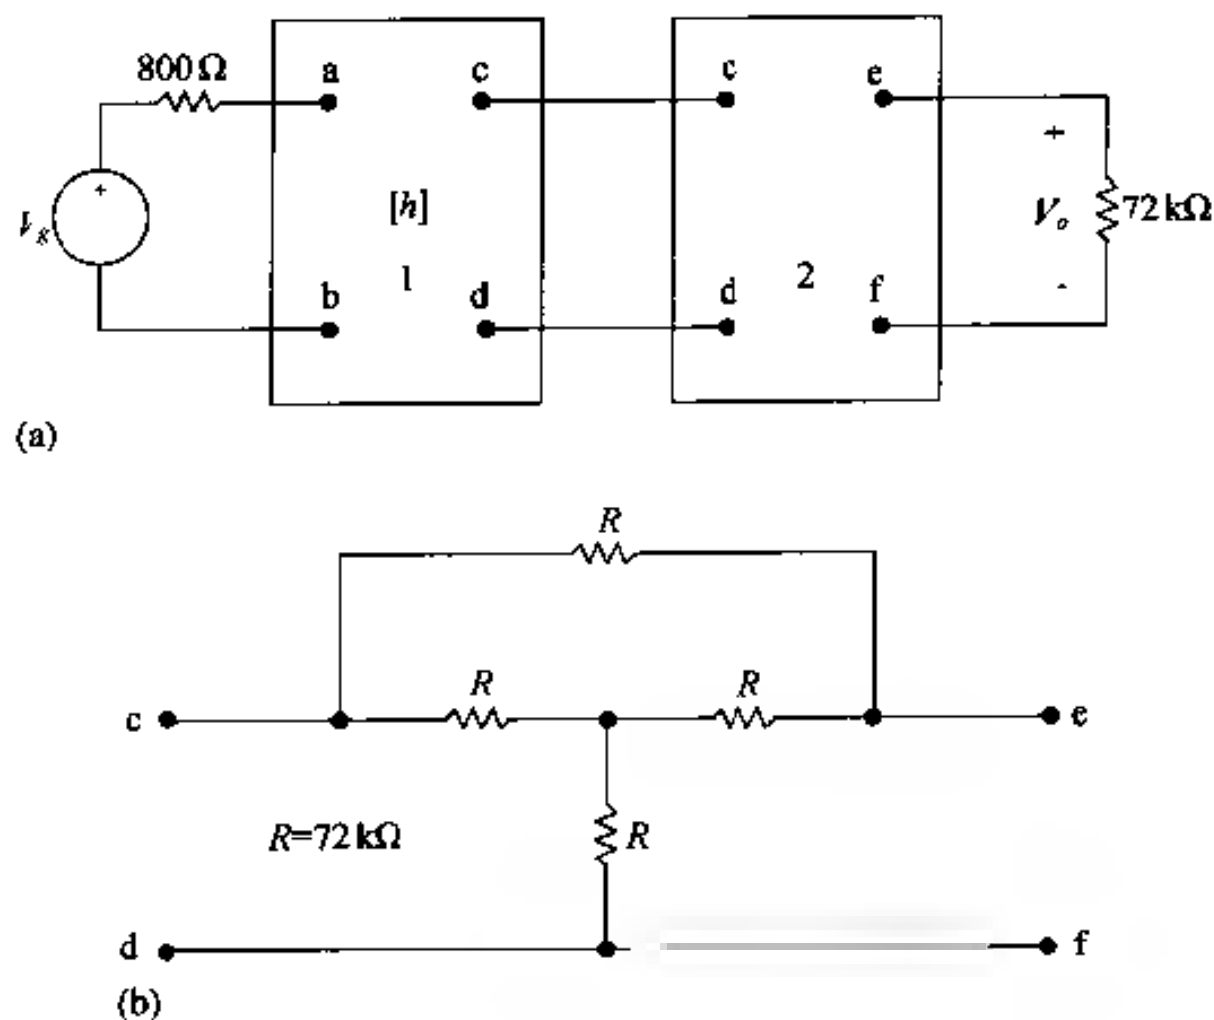 800 Ω
a c c e
+ +
[h] V_g V_o 72 kΩ
1 2
b d d f
-
(a)
R
R R
c e
R=72 kΩ R
d f
(b)